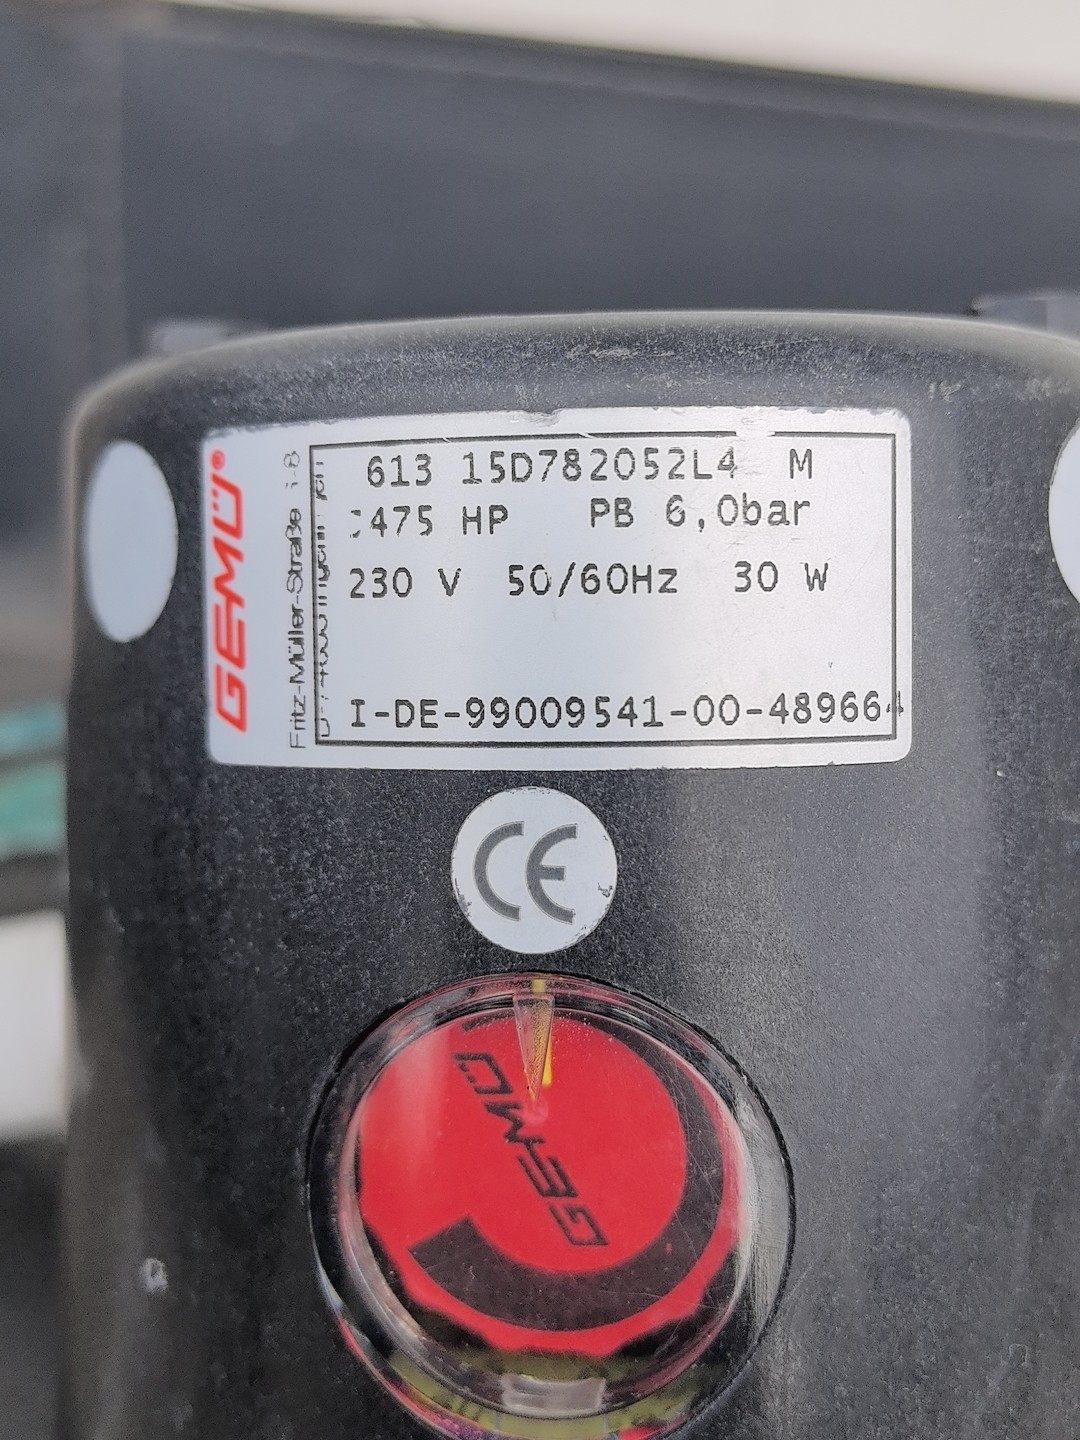 GEMÜ®
Fritz-Müller-Straße
613 15D782052L4 M
475 HP PB 6,0bar
230 V 50/60Hz 30 W
I-DE-99009541-00-489664
CE
GEMÜ